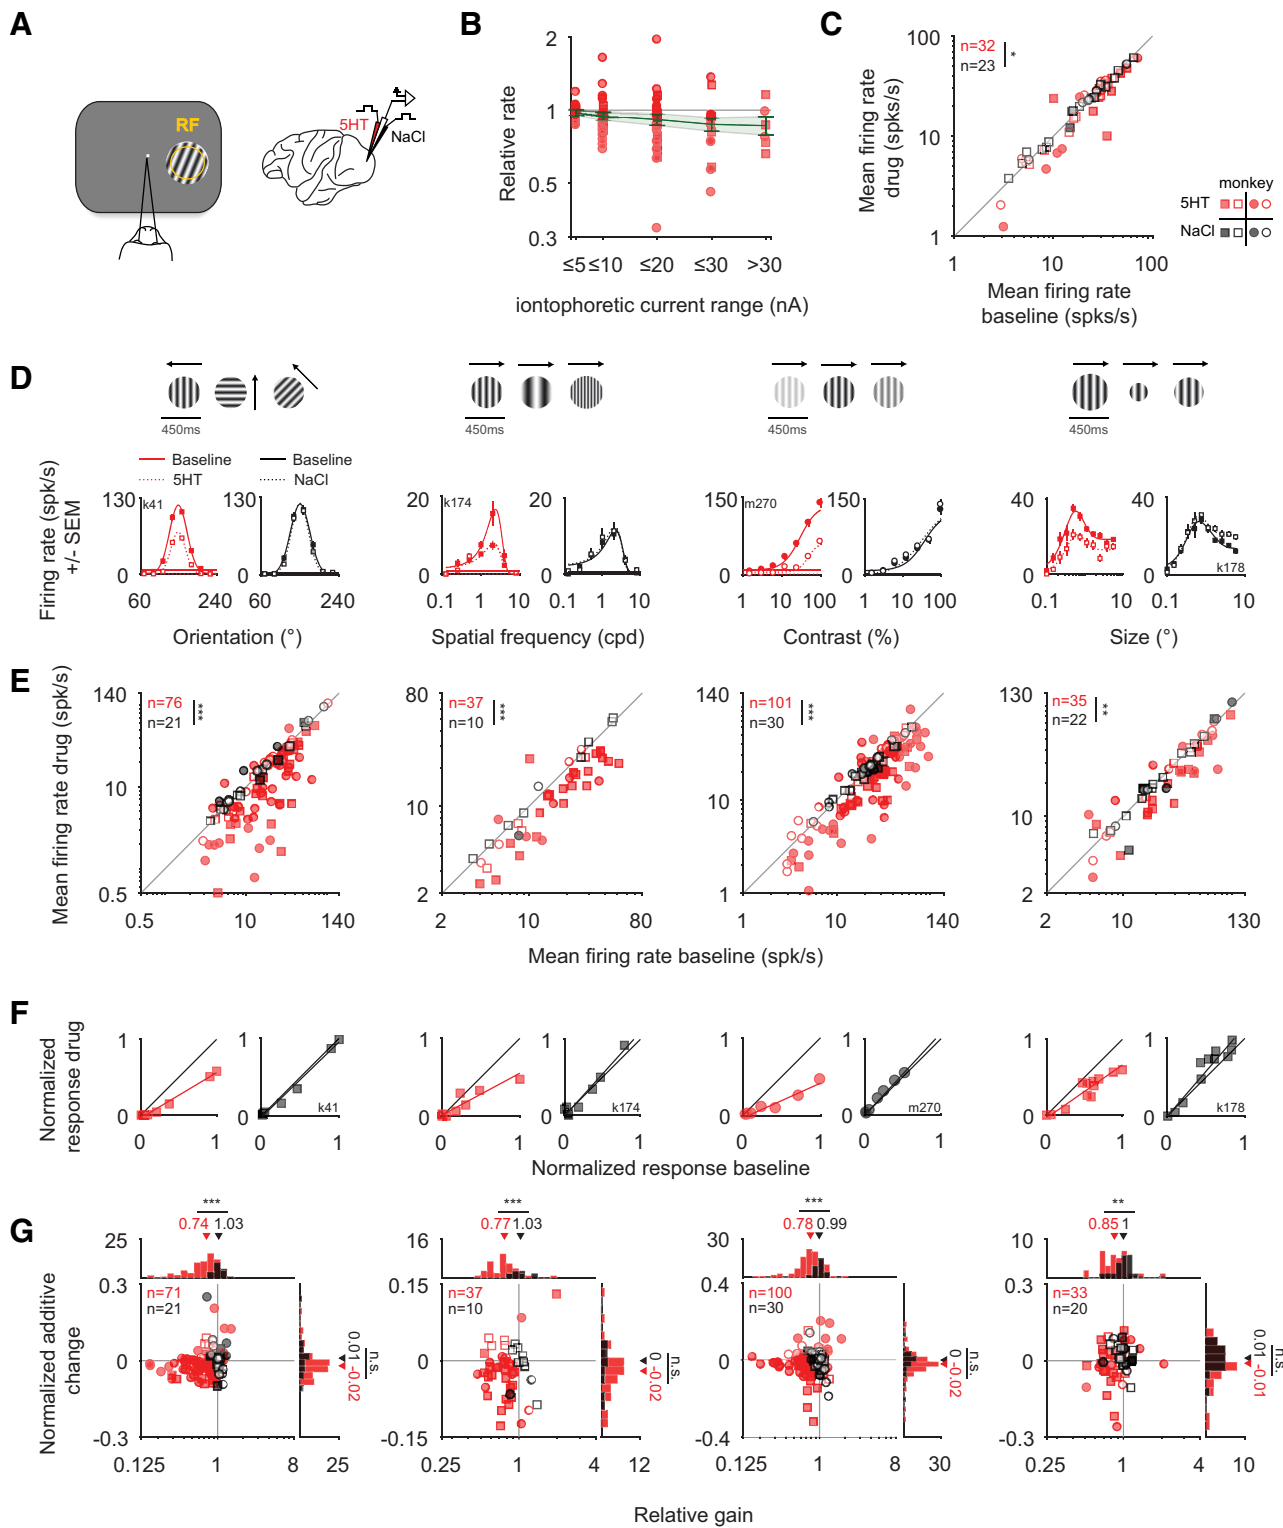 A
RF
5HT
NaCl
B
Relative rate
2
1
0.5
0.3
≤5 ≤10 ≤20 ≤30 >30
iontophoretic current range (nA)
C
Mean firing rate
drug (spks/s)
100
10
1
n=32
n=23
*
1 10 100
Mean firing rate
baseline (spks/s)
monkey
5HT
NaCl
D
450ms 450ms 450ms 450ms
Baseline Baseline
5HT NaCl
Firing rate (spk/s)
+/- SEM
130 k41 130 20 k174 20 150 m270 150 40 40
0 0 0 0 0 0 0 0 k178
60 240 60 240 0.1 1 10 0.1 1 10 1 10 100 1 10 100 0.1 10 0.1 10
Orientation (°) Spatial frequency (cpd) Contrast (%) Size (°)
E
Mean firing rate drug (spk/s)
140 80 140 130
n=76 n=37 n=101 n=35
n=21 n=10 n=30 n=22
*** *** *** **
10 10 10 10
0.5 2 1 2
0.5 10 140 2 10 80 1 10 140 2 10 130
Mean firing rate baseline (spk/s)
F
Normalized
response drug
1 1 1 1 1 1 1 1
k41 k174 m270 k178
0 0 0 0 0 0 0 0
0 1 0 1 0 1 0 1 0 1 0 1 0 1 0 1
Normalized response baseline
G
*** *** *** **
0.74 1.03 0.77 1.03 0.78 0.99 0.85 1
25 16 30 10
Normalized additive
change
0.3 0.15 0.4 0.3
n=71 n=37 n=100 n=33
n=21 n=10 n=30 n=20
0 0 0 0
0.01 -0.02 n.s. 0 -0.02 n.s. 0 -0.02 n.s. 0.01 -0.01 n.s.
-0.3 -0.15 -0.4 -0.3
0.125 1 8 25 0.25 1 4 12 0.125 1 8 30 0.25 1 4 10
Relative gain